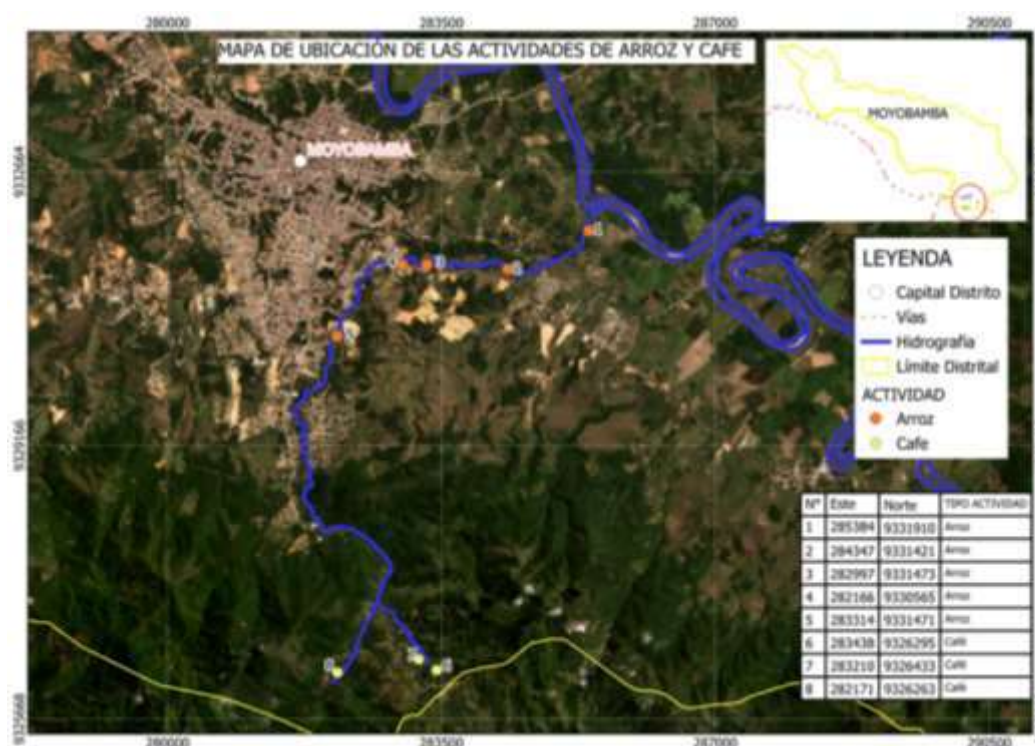 280000 283500 287000 290500
MAPA DE UBICACIÓN DE LAS ACTIVIDADES DE ARROZ Y CAFE
MOYOBAMBA
MOYOBAMBA
9332664
9329166
9325668
LEYENDA
Capital Distrito
Vías
Hidrografía
Límite Distrital
ACTIVIDAD
Arroz
Cafe
N° Este Norte TIPO ACTIVIDAD
1 285384 9331910 Arroz
2 284347 9331421 Arroz
3 282997 9331473 Arroz
4 282166 9330565 Arroz
5 283314 9331471 Arroz
6 283438 9326295 Café
7 283210 9326433 Café
8 282171 9326263 Café
280000 283500 287000 290500